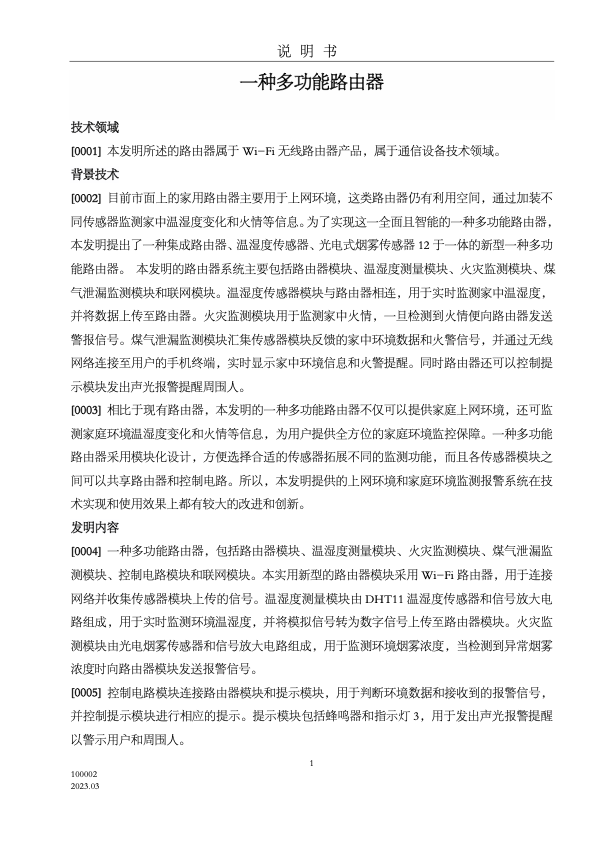 说 明 书
一种多功能路由器
技术领域
[0001] 本发明所述的路由器属于 Wi-Fi 无线路由器产品，属于通信设备技术领域。
背景技术
[0002] 目前市面上的家用路由器主要用于上网环境，这类路由器仍有利用空间，通过加装不
同传感器监测家中温湿度变化和火情等信息。为了实现这一全面且智能的一种多功能路由器，
本发明提出了一种集成路由器、温湿度传感器、光电式烟雾传感器 12 于一体的新型一种多功
能路由器。 本发明的路由器系统主要包括路由器模块、温湿度测量模块、火灾监测模块、煤
气泄漏监测模块和联网模块。温湿度传感器模块与路由器相连，用于实时监测家中温湿度，
并将数据上传至路由器。火灾监测模块用于监测家中火情，一旦检测到火情便向路由器发送
警报信号。煤气泄漏监测模块汇集传感器模块反馈的家中环境数据和火警信号，并通过无线
网络连接至用户的手机终端，实时显示家中环境信息和火警提醒。同时路由器还可以控制提
示模块发出声光报警提醒周围人。
[0003] 相比于现有路由器，本发明的一种多功能路由器不仅可以提供家庭上网环境，还可监
测家庭环境温湿度变化和火情等信息，为用户提供全方位的家庭环境监控保障。一种多功能
路由器采用模块化设计，方便选择合适的传感器拓展不同的监测功能，而且各传感器模块之
间可以共享路由器和控制电路。所以，本发明提供的上网环境和家庭环境监测报警系统在技
术实现和使用效果上都有较大的改进和创新。
发明内容
[0004] 一种多功能路由器，包括路由器模块、温湿度测量模块、火灾监测模块、煤气泄漏监
测模块、控制电路模块和联网模块。本实用新型的路由器模块采用 Wi-Fi 路由器，用于连接
网络并收集传感器模块上传的信号。温湿度测量模块由 DHT11 温湿度传感器和信号放大电
路组成，用于实时监测环境温湿度，并将模拟信号转为数字信号上传至路由器模块。火灾监
测模块由光电烟雾传感器和信号放大电路组成，用于监测环境烟雾浓度，当检测到异常烟雾
浓度时向路由器模块发送报警信号。
[0005] 控制电路模块连接路由器模块和提示模块，用于判断环境数据和接收到的报警信号，
并控制提示模块进行相应的提示。提示模块包括蜂鸣器和指示灯 3，用于发出声光报警提醒
以警示用户和周围人。
1
100002
2023.03